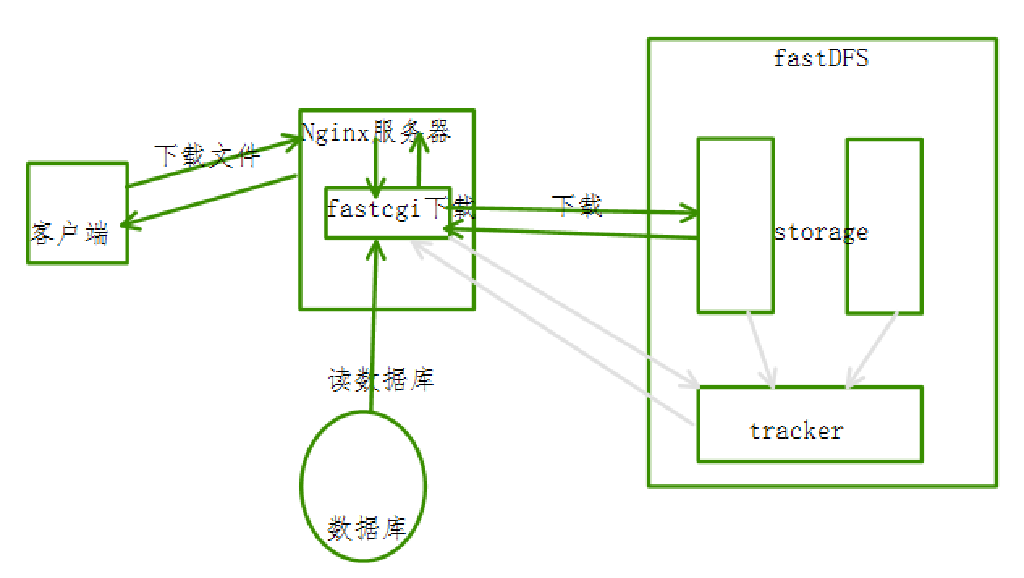 fastDFS
Nginx服务器
下载文件
fastcgi下载
下载
客户端
storage
读数据库
tracker
数据库